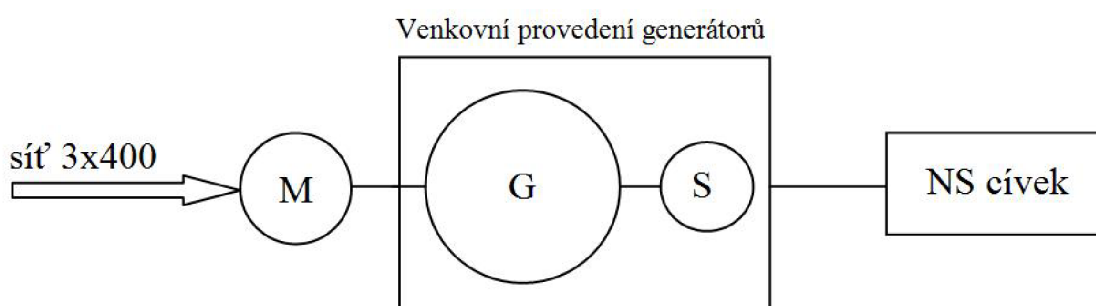 Venkovní provedení generátorů
síť 3x400
M
G
S
NS cívek